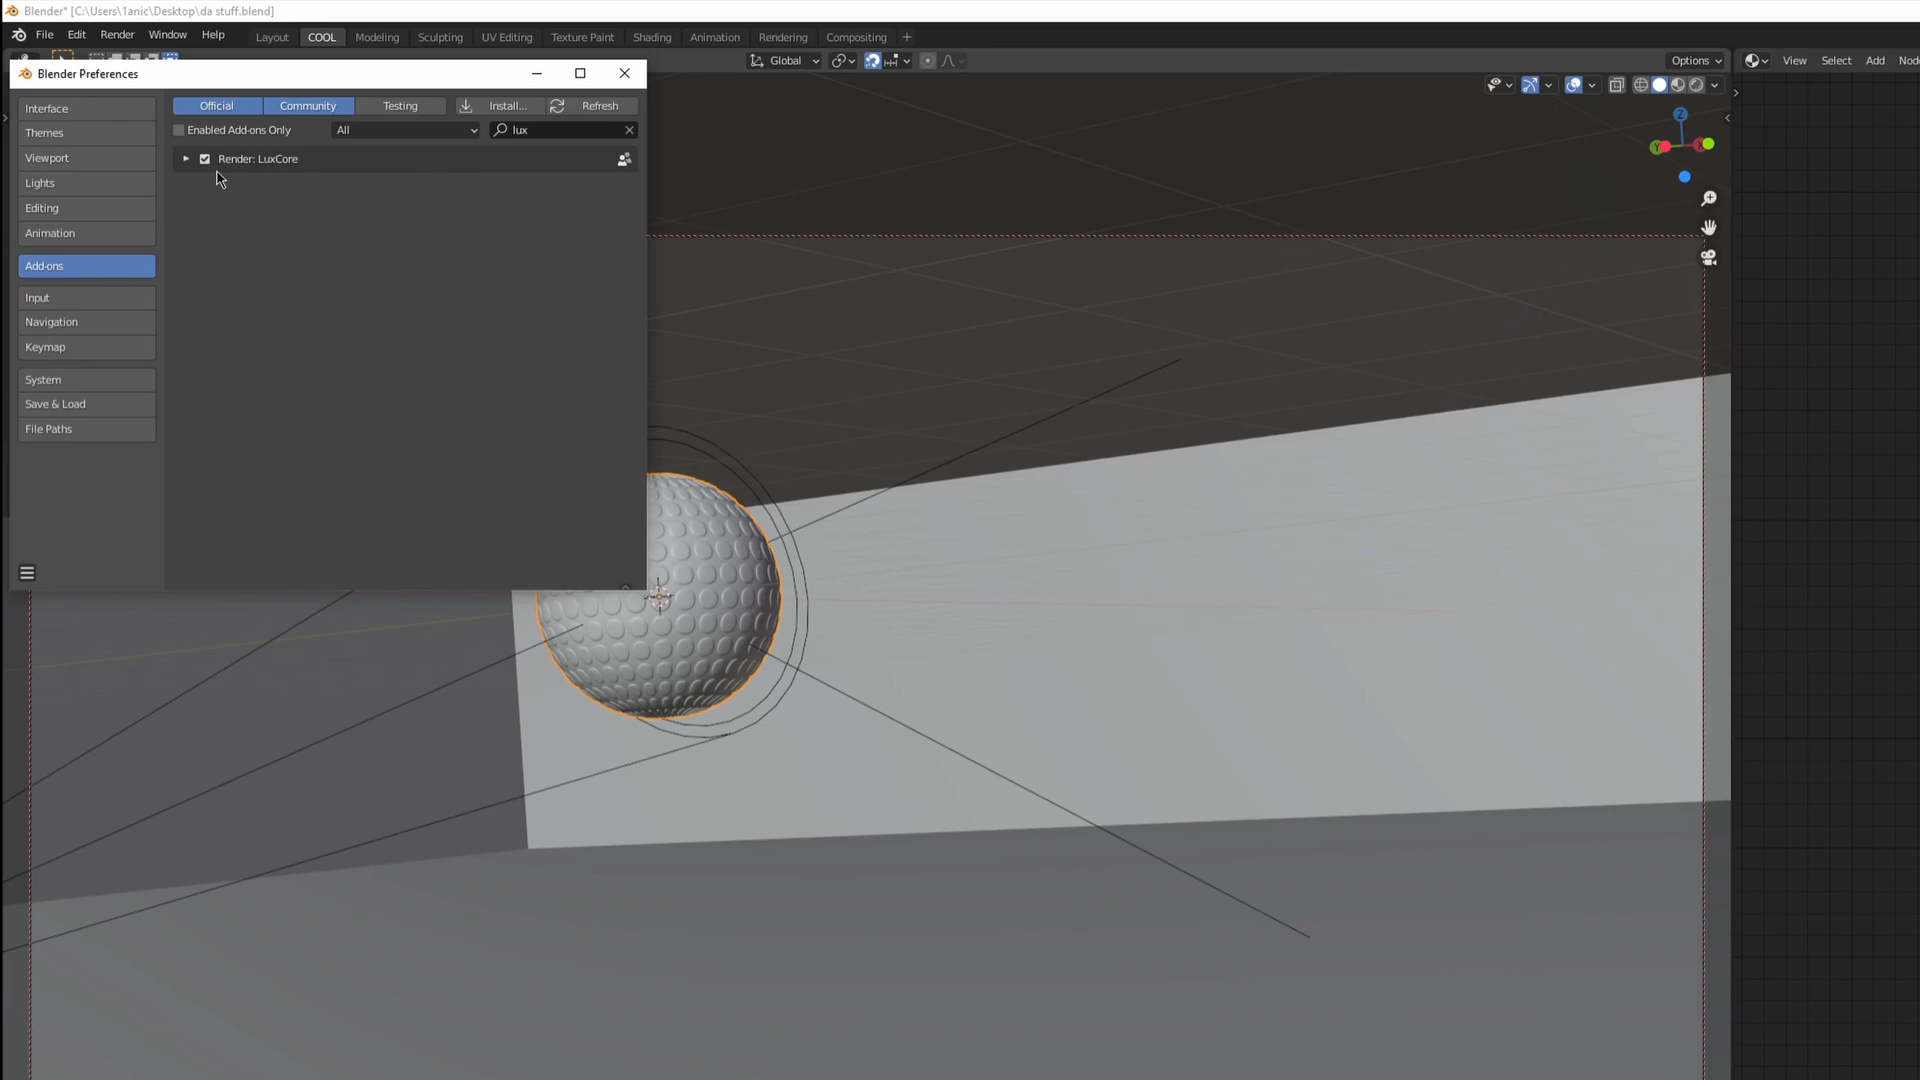 Blender* [C:\Users\1anic\Desktop\da stuff.blend]
File Edit Render Window Help Layout COOL Modeling Sculpting UV Editing Texture Paint Shading Animation Rendering Compositing +
Global Options View Select Add
Blender Preferences
Interface
Themes
Viewport
Lights
Editing
Animation
Add-ons
Input
Navigation
Keymap
System
Save & Load
File Paths
Official Community Testing Install... Refresh
Enabled Add-ons Only All lux
Render: LuxCore
Z
Y X